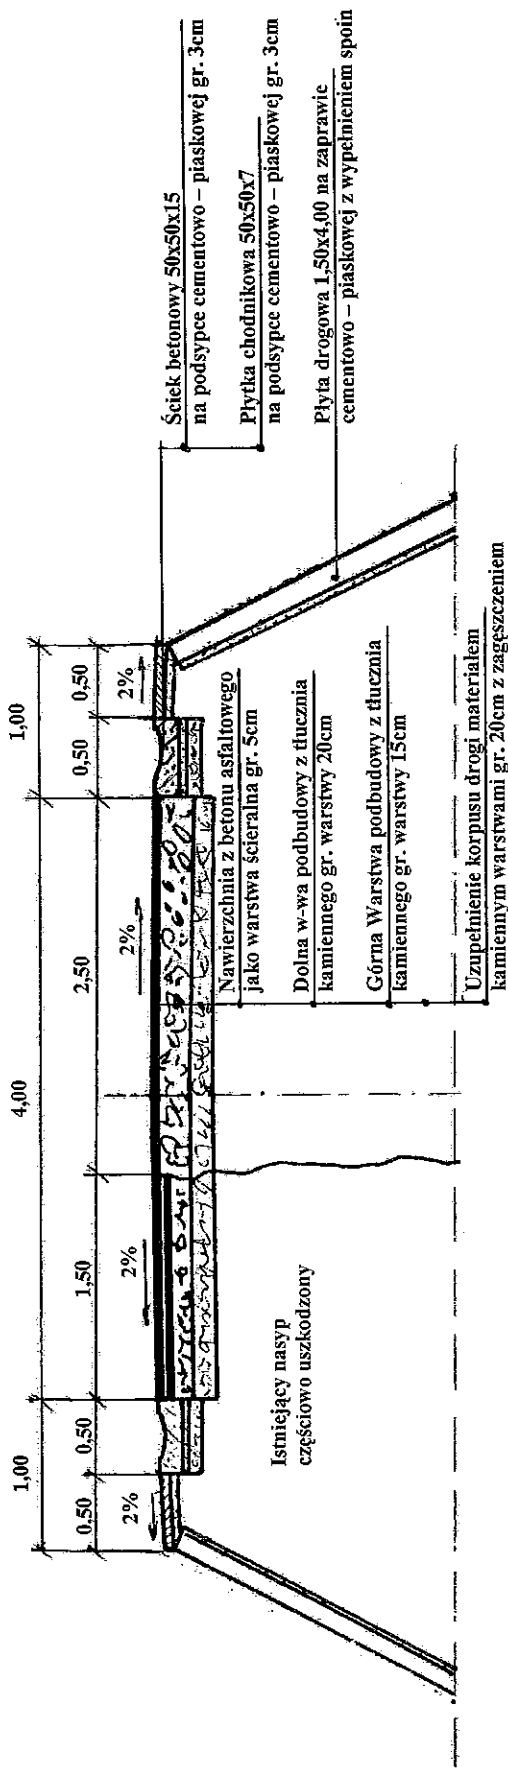 1,00
4,00
1,00
0,50
0,50
1,50
2,50
0,50
0,50
2%
2%
2%
2%
Ściek betonowy 50x50x15
na podsypce cementowo – piaskowej gr. 3cm
Płytka chodnikowa 50x50x7
na podsypce cementowo – piaskowej gr. 3cm
Płyta drogowa 1,50x4,00 na zaprawie
cementowo – piaskowej z wypełnieniem spoin
Nawierzchnia z betonu asfaltowego
jako warstwa ścieralna gr. 5cm
Dolna w-wa podbudowy z tłucznia
kamiennego gr. warstwy 20cm
Górna Warstwa podbudowy z tłucznia
kamiennego gr. warstwy 15cm
Uzupełnienie korpusu drogi materiałem
kamiennym warstwami gr. 20cm z zagęszczeniem
Istniejący nasyp
częściowo uszkodzony